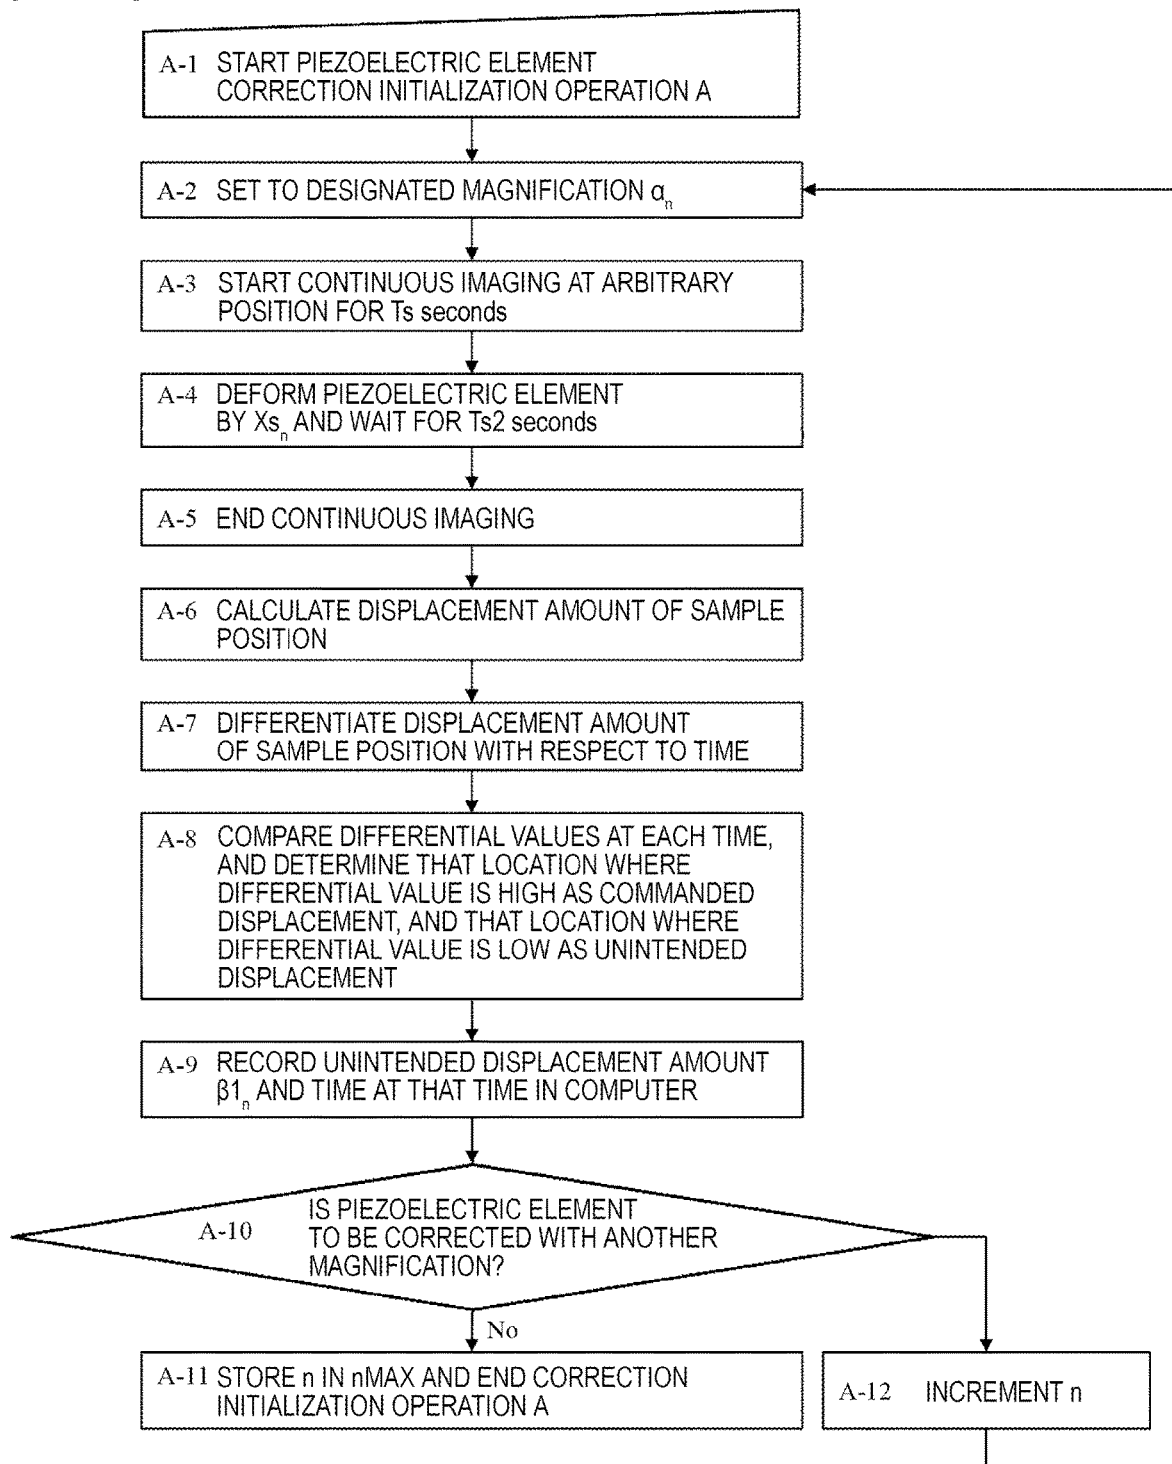 A-1 START PIEZOELECTRIC ELEMENT
CORRECTION INITIALIZATION OPERATION A
A-2 SET TO DESIGNATED MAGNIFICATION αₙ
A-3 START CONTINUOUS IMAGING AT ARBITRARY
POSITION FOR Ts seconds
A-4 DEFORM PIEZOELECTRIC ELEMENT
BY Xsₙ AND WAIT FOR Ts2 seconds
A-5 END CONTINUOUS IMAGING
A-6 CALCULATE DISPLACEMENT AMOUNT OF SAMPLE
POSITION
A-7 DIFFERENTIATE DISPLACEMENT AMOUNT
OF SAMPLE POSITION WITH RESPECT TO TIME
A-8 COMPARE DIFFERENTIAL VALUES AT EACH TIME,
AND DETERMINE THAT LOCATION WHERE
DIFFERENTIAL VALUE IS HIGH AS COMMANDED
DISPLACEMENT, AND THAT LOCATION WHERE
DIFFERENTIAL VALUE IS LOW AS UNINTENDED
DISPLACEMENT
A-9 RECORD UNINTENDED DISPLACEMENT AMOUNT
β1ₙ AND TIME AT THAT TIME IN COMPUTER
A-10 IS PIEZOELECTRIC ELEMENT
TO BE CORRECTED WITH ANOTHER
MAGNIFICATION?
No
A-11 STORE n IN nMAX AND END CORRECTION
INITIALIZATION OPERATION A
A-12 INCREMENT n